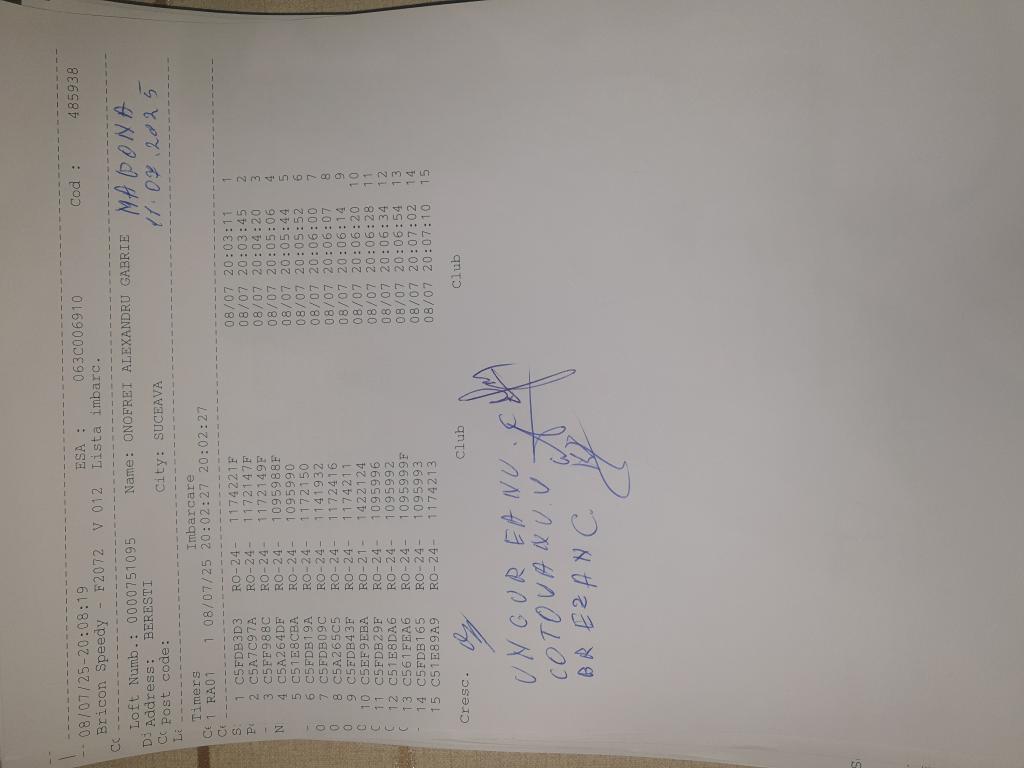 08/07/25-20:08:19 ESA : 063C006910 Cod : 485938
Bricon Speedy - F2072 V 012 Lista imbarc.
Loft Numb.: 0000751095 Name: ONOFREI ALEXANDRU GABRIE MADONA
Address: BERESTI City: SUCEAVA 11.07.2025
Post code:
Timers Imbarcare
1 RA01 1 08/07/25 20:02:27 20:02:27
1 C5FDB3D3 RO-24- 1174221F 08/07 20:03:11 1
2 C5A7C97A RO-24- 1172147F 08/07 20:03:45 2
3 C5FF988C RO-24- 1172149F 08/07 20:04:20 3
4 C5A264DF RO-24- 1095988F 08/07 20:05:06 4
5 C51E8CBA RO-24- 1095990 08/07 20:05:44 5
6 C5FDB19A RO-24- 1172150 08/07 20:05:52 6
7 C5FDB09C RO-24- 1141932 08/07 20:06:00 7
8 C5A265C5 RO-24- 1172416 08/07 20:06:07 8
9 C5FDB43F RO-24- 1174211 08/07 20:06:14 9
10 C5EF9EBA RO-21- 1422124 08/07 20:06:20 10
11 C5FDB22F RO-24- 1095996 08/07 20:06:28 11
12 C51E8DA6 RO-24- 1095992 08/07 20:06:34 12
13 C561FEA6 RO-24- 1095999F 08/07 20:06:54 13
14 C5FDB165 RO-24- 1095993 08/07 20:07:02 14
15 C51E83A9 RO-24- 1174213 08/07 20:07:10 15
Cresc. Club Club
UNGUREANU . C
COTOVANU . V
BREZAN C.